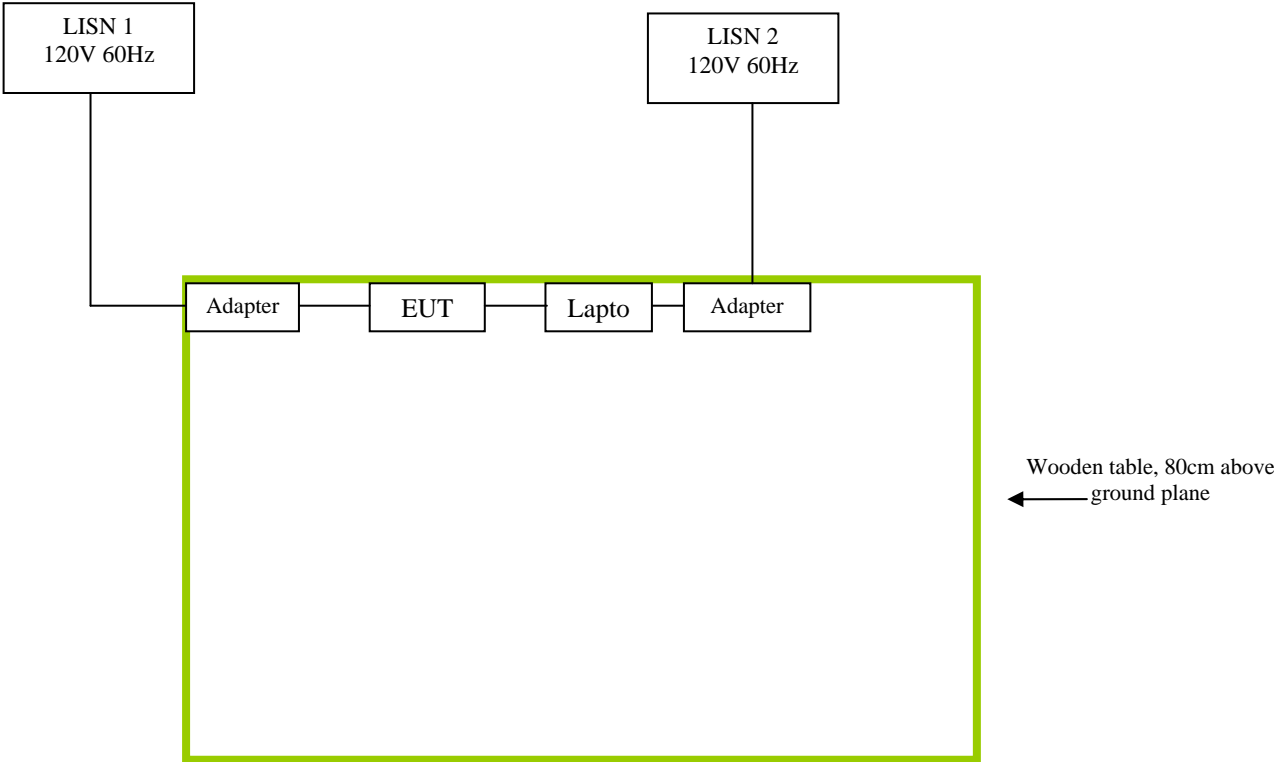 LISN 1
120V 60Hz
LISN 2
120V 60Hz
Adapter
EUT
Lapto
Adapter
Wooden table, 80cm above
ground plane